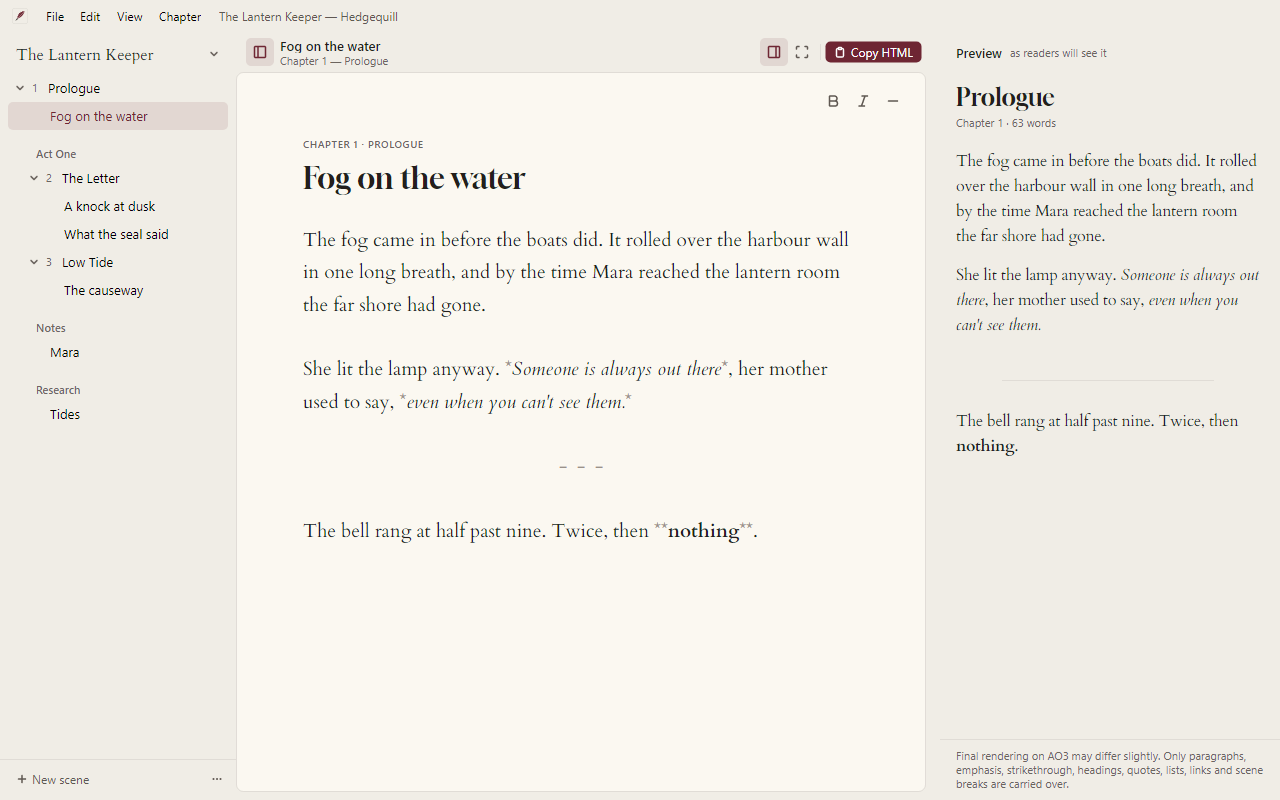 File Edit View Chapter The Lantern Keeper — Hedgequill
The Lantern Keeper
1 Prologue
Fog on the water
Act One
2 The Letter
A knock at dusk
What the seal said
3 Low Tide
The causeway
Notes
Mara
Research
Tides
+ New scene ...
Fog on the water
Chapter 1 — Prologue
Copy HTML
B I —
CHAPTER 1 · PROLOGUE
Fog on the water
The fog came in before the boats did. It rolled over the harbour wall
in one long breath, and by the time Mara reached the lantern room
the far shore had gone.
She lit the lamp anyway. *Someone is always out there*, her mother
used to say, *even when you can't see them.*
– – –
The bell rang at half past nine. Twice, then **nothing**.
Preview as readers will see it
Prologue
Chapter 1 · 63 words
The fog came in before the boats did. It rolled
over the harbour wall in one long breath, and
by the time Mara reached the lantern room
the far shore had gone.
She lit the lamp anyway. Someone is always out
there, her mother used to say, even when you
can't see them.
The bell rang at half past nine. Twice, then
nothing.
Final rendering on AO3 may differ slightly. Only paragraphs,
emphasis, strikethrough, headings, quotes, lists, links and scene
breaks are carried over.